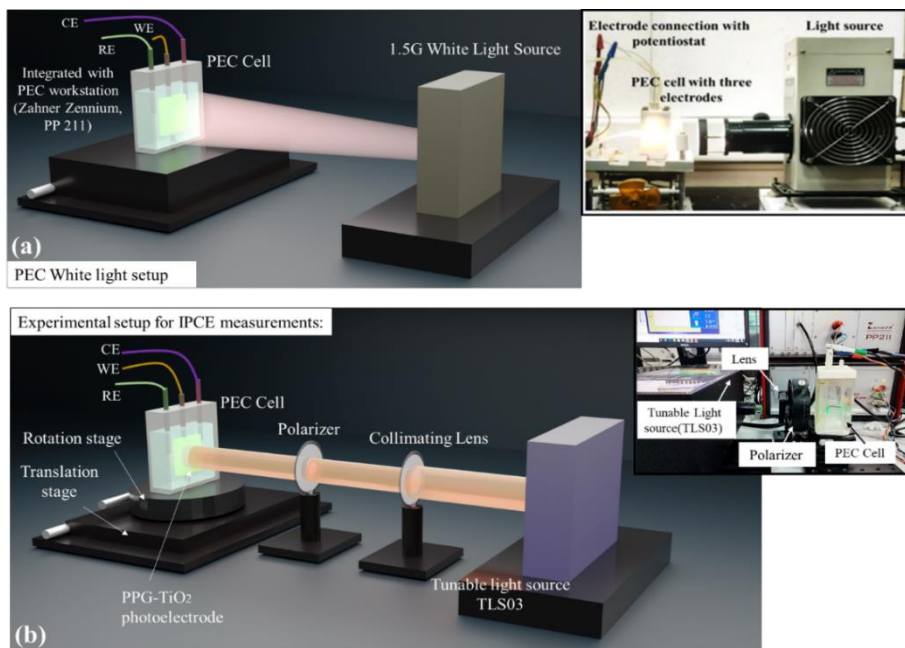 CE
WE
RE
PEC Cell
Integrated with
PEC workstation
(Zahner Zennium,
PP 211)
1.5G White Light Source
(a)
PEC White light setup
Electrode connection with
potentiostat
Light source
PEC cell with three
electrodes
Experimental setup for IPCE measurements:
CE
WE
RE
PEC Cell
Rotation stage
Translation
stage
Polarizer
Collimating Lens
PPG-TiO₂
photoelectrode
Tunable light source
TLS03
(b)
Lens
Tunable Light
source(TLS03)
Polarizer
PEC Cell
PP211